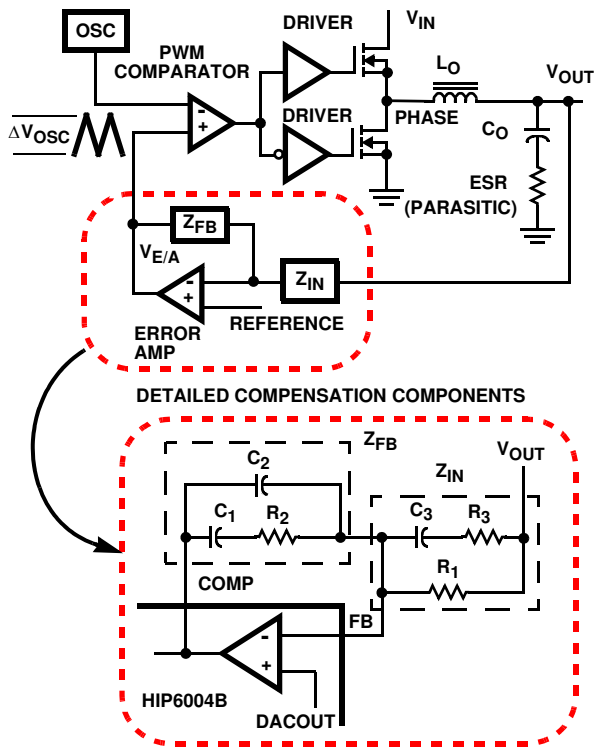 OSC
PWM
COMPARATOR
DRIVER
V_IN
L_O
V_OUT
ΔV_OSC
-
+
DRIVER
PHASE
C_O
ESR
(PARASITIC)
Z_FB
V_E/A
Z_IN
-
+
REFERENCE
ERROR
AMP
DETAILED COMPENSATION COMPONENTS
Z_FB
V_OUT
C_2
Z_IN
C_1
R_2
C_3
R_3
R_1
COMP
FB
-
+
HIP6004B
DACOUT